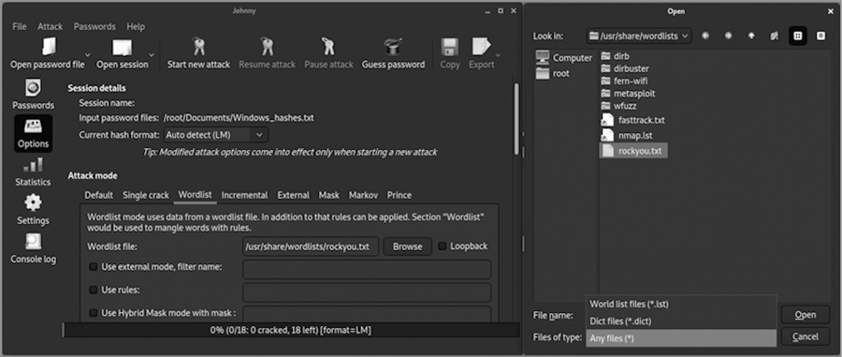 Johnny
File Attack Passwords Help
Open password file Open session Start new attack Resume attack Pause attack Guess password Copy Export
Passwords
Options
Statistics
Settings
Console log
Session details
Session name:
Input password files: /root/Documents/Windows_hashes.txt
Current hash format: Auto detect (LM)
Tip: Modified attack options come into effect only when starting a new attack
Attack mode
Default Single crack Wordlist Incremental External Mask Markov Prince
Wordlist mode uses data from a wordlist file. In addition to that rules can be applied. Section "Wordlist"
would be used to mangle words with rules.
Wordlist file: /usr/share/wordlists/rockyou.txt Browse Loopback
Use external mode, filter name:
Use rules:
Use Hybrid Mask mode with mask :
0% (0/18: 0 cracked, 18 left) [format=LM]
Open
Look in: /usr/share/wordlists
Computer
root
dirb
dirbuster
fern-wifi
metasploit
wfuzz
fasttrack.txt
nmap.lst
rockyou.txt
File name:
Files of type:
World list files (*.lst)
Dict files (*.dict)
Any files (*)
Open
Cancel